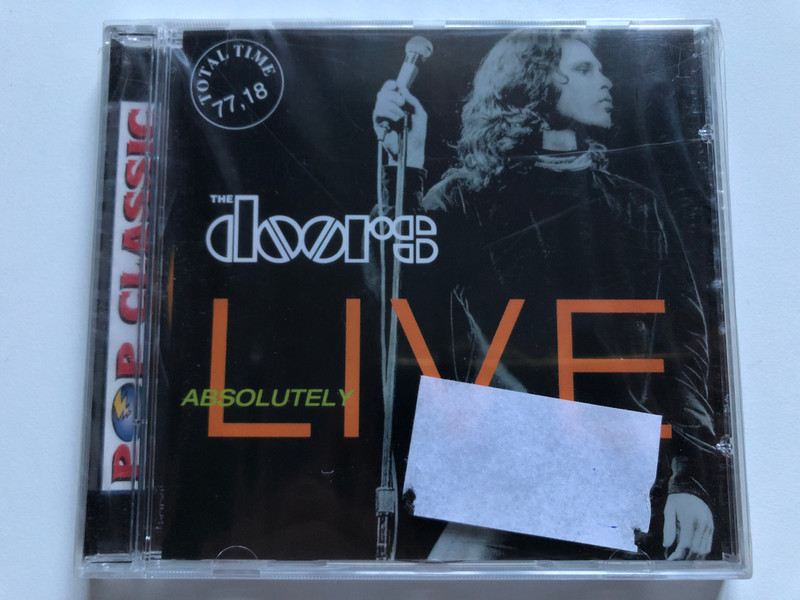 TOTAL TIME
77,18
POP CLASSIC
THE
doors
LIVE
ABSOLUTELY